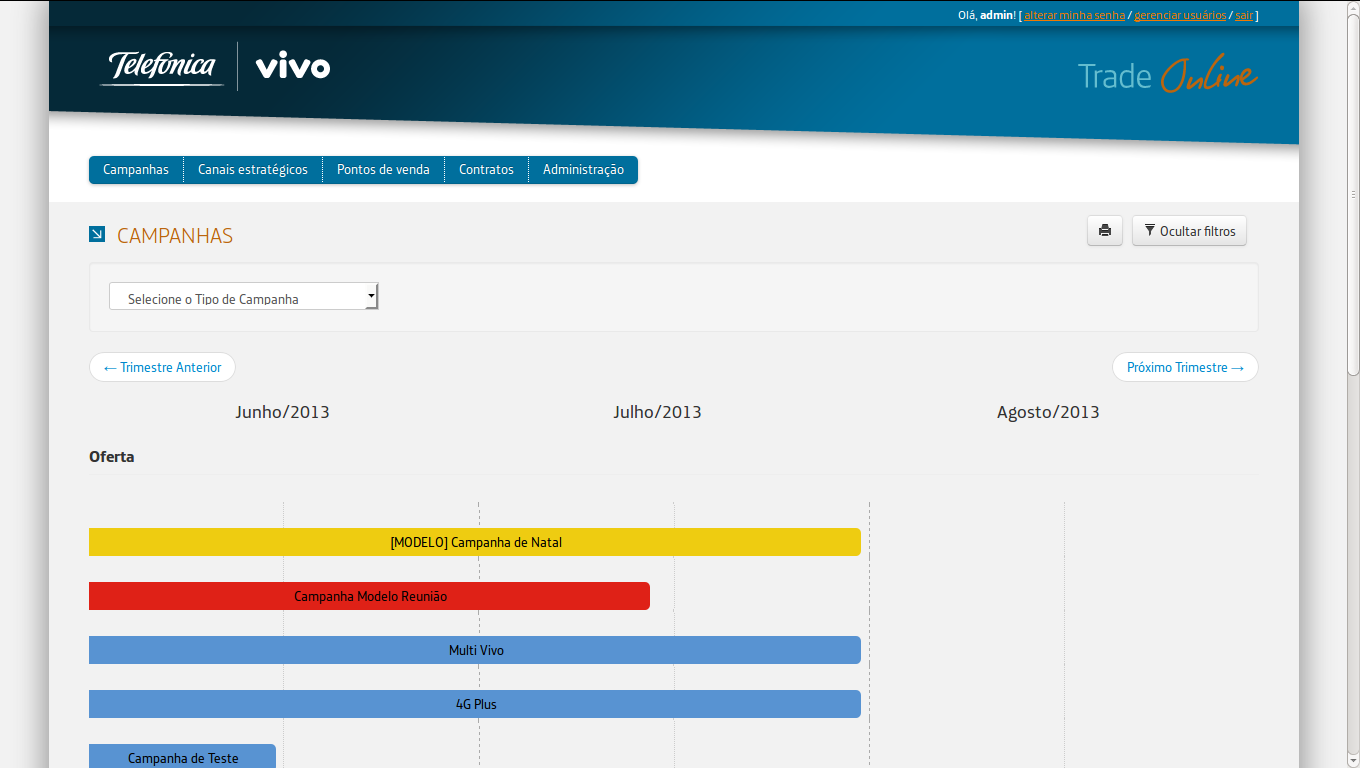 Olá, admin! [ alterar minha senha / gerenciar usuários / sair ]
Telefónica vivo
Trade Online
Campanhas Canais estratégicos Pontos de venda Contratos Administração
CAMPANHAS
Ocultar filtros
Selecione o Tipo de Campanha
← Trimestre Anterior
Próximo Trimestre →
Junho/2013 Julho/2013 Agosto/2013
Oferta
[MODELO] Campanha de Natal
Campanha Modelo Reunião
Multi Vivo
4G Plus
Campanha de Teste